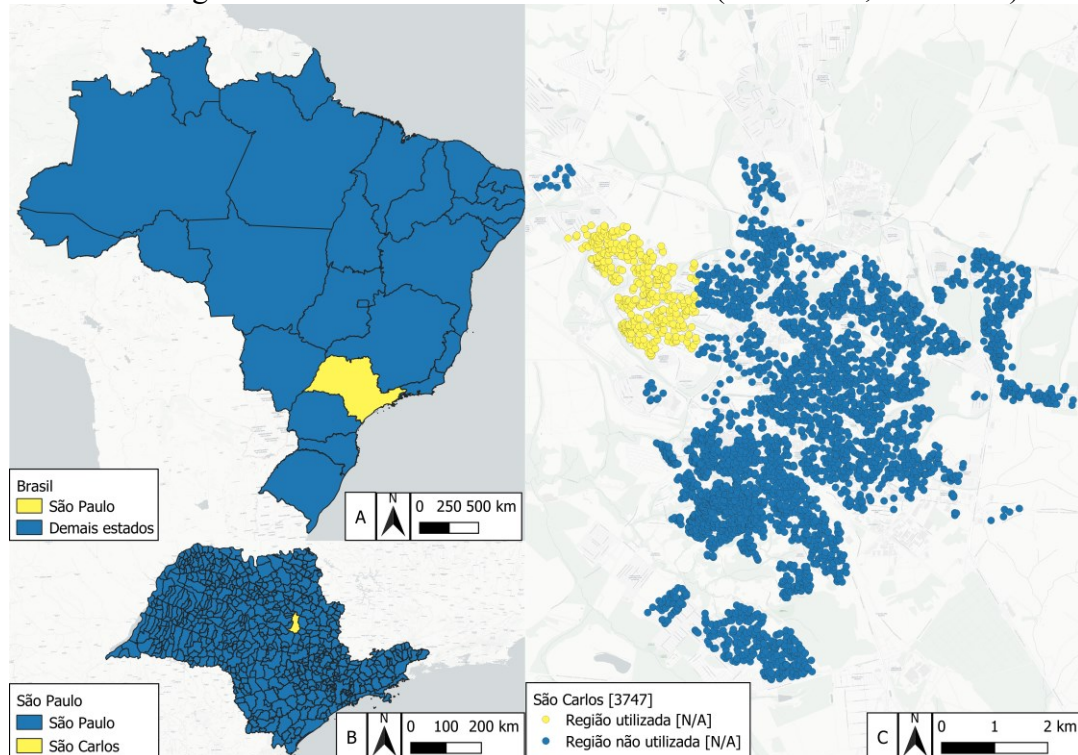 Brasil
São Paulo
Demais estados
A
N
0 250 500 km
São Paulo
São Paulo
São Carlos
B
N
0 100 200 km
São Carlos [3747]
Região utilizada [N/A]
Região não utilizada [N/A]
C
N
0 1 2 km